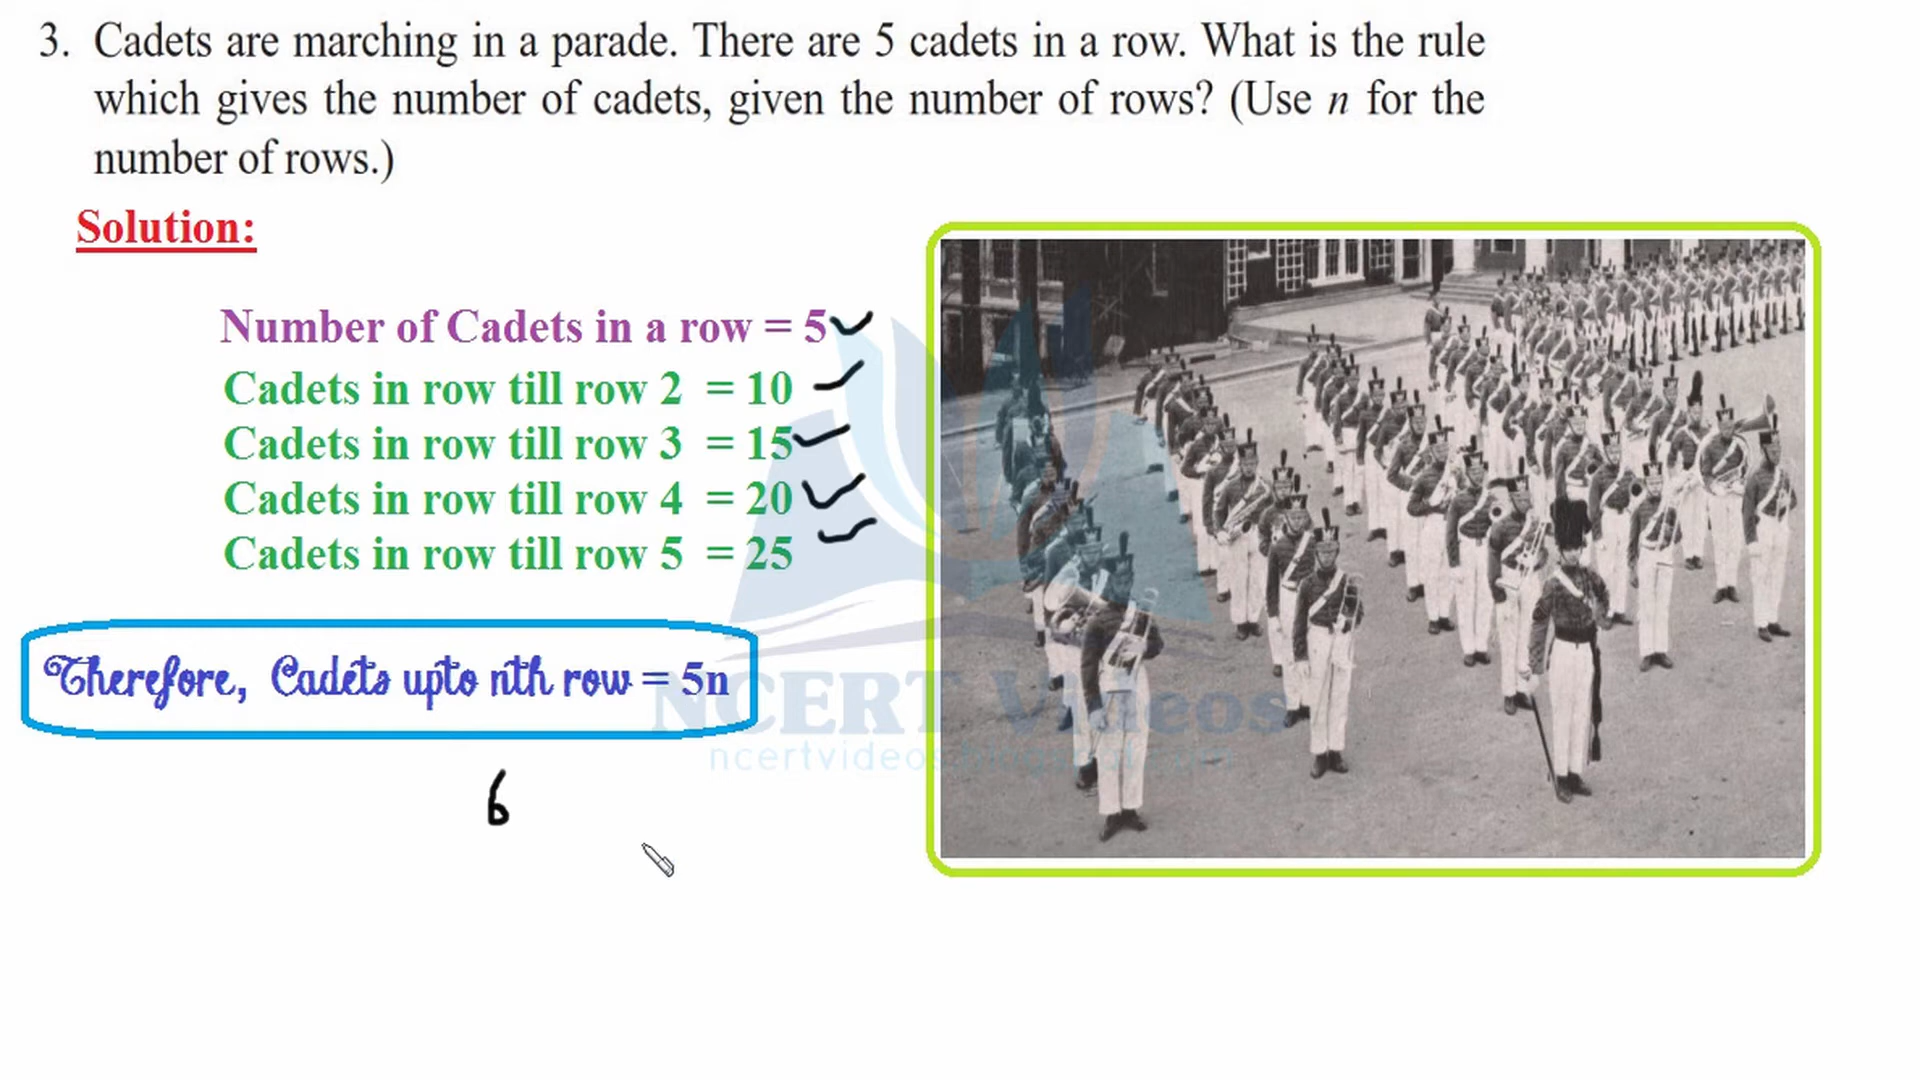 3. Cadets are marching in a parade. There are 5 cadets in a row. What is the rule
which gives the number of cadets, given the number of rows? (Use n for the
number of rows.)
Solution:
Number of Cadets in a row = 5
Cadets in row till row 2 = 10
Cadets in row till row 3 = 15
Cadets in row till row 4 = 20
Cadets in row till row 5 = 25
Therefore, Cadets upto nth row = 5n
NCERT Videos
ncertvideos.blogspot.com
6